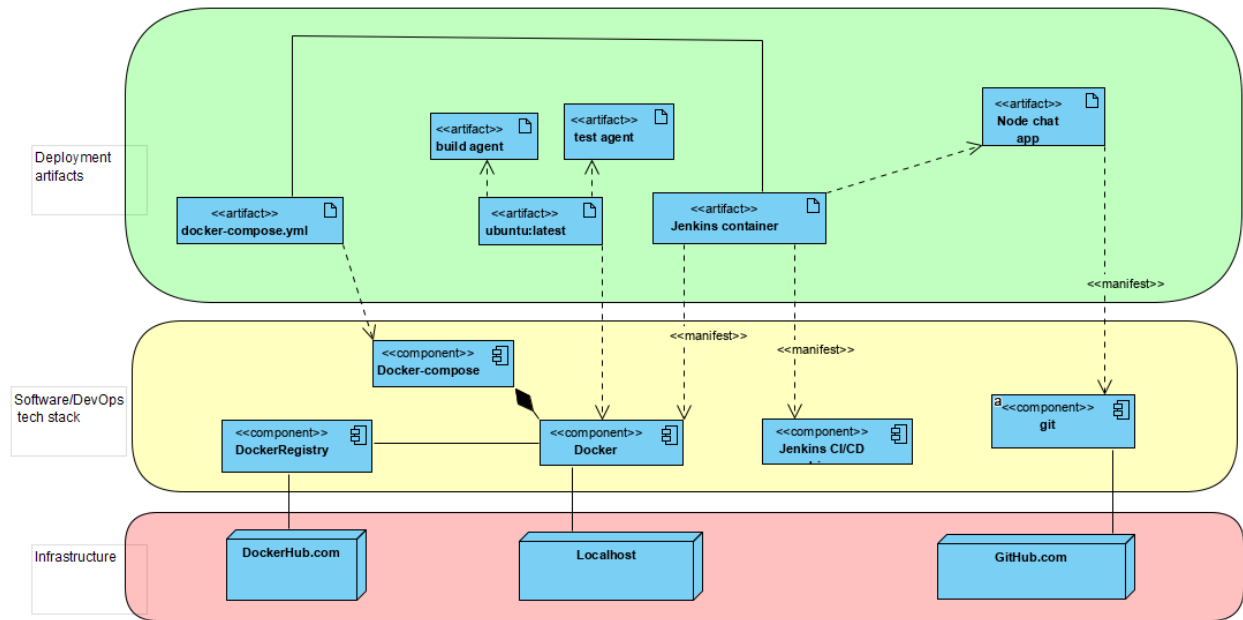 <<artifact>>
Node chat
app
<<artifact>>
build agent
<<artifact>>
test agent
Deployment
artifacts
<<artifact>>
docker-compose.yml
<<artifact>>
ubuntu:latest
<<artifact>>
Jenkins container
<<manifest>>
<<manifest>>
<<manifest>>
<<component>>
Docker-compose
Software/DevOps
tech stack
<<component>>
DockerRegistry
<<component>>
Docker
<<component>>
Jenkins CI/CD
a
<<component>>
git
Infrastructure
DockerHub.com
Localhost
GitHub.com